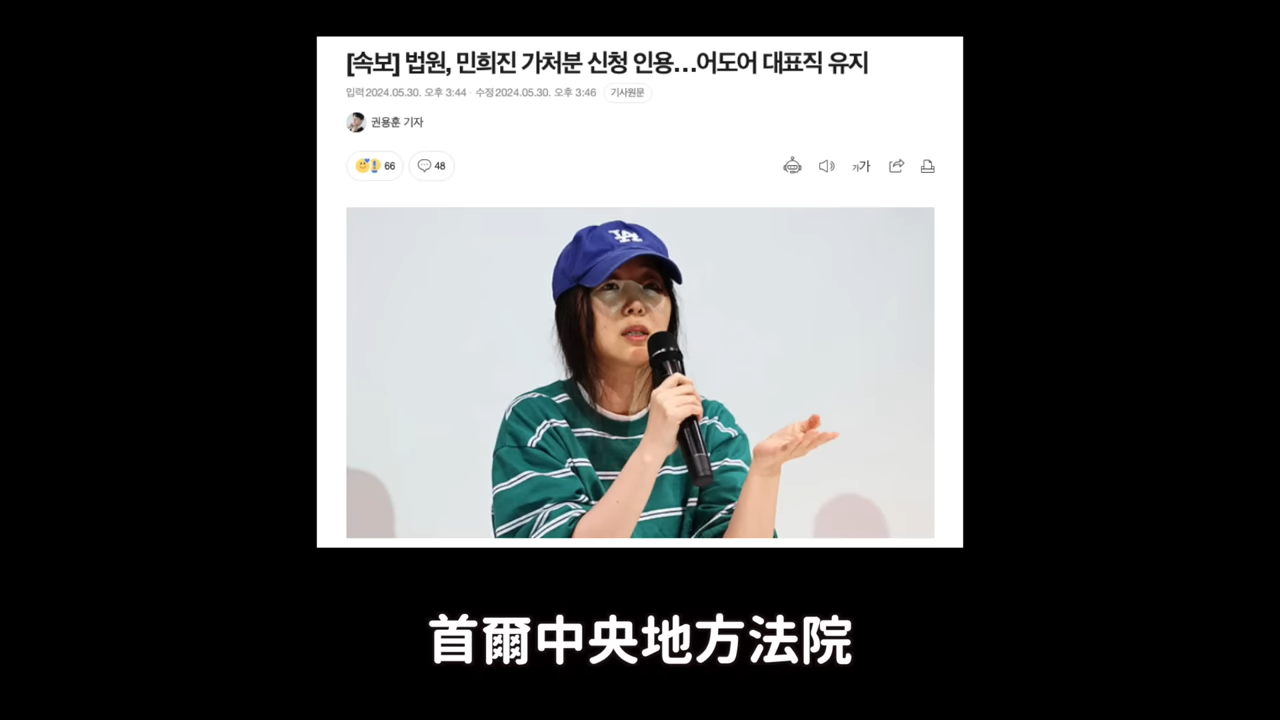 [속보] 법원, 민희진 가처분 신청 인용…어도어 대표직 유지
입력 2024.05.30. 오후 3:44 · 수정 2024.05.30. 오후 3:46 기사원문
권용훈 기자
66 48
가가
LA
首爾中央地方法院